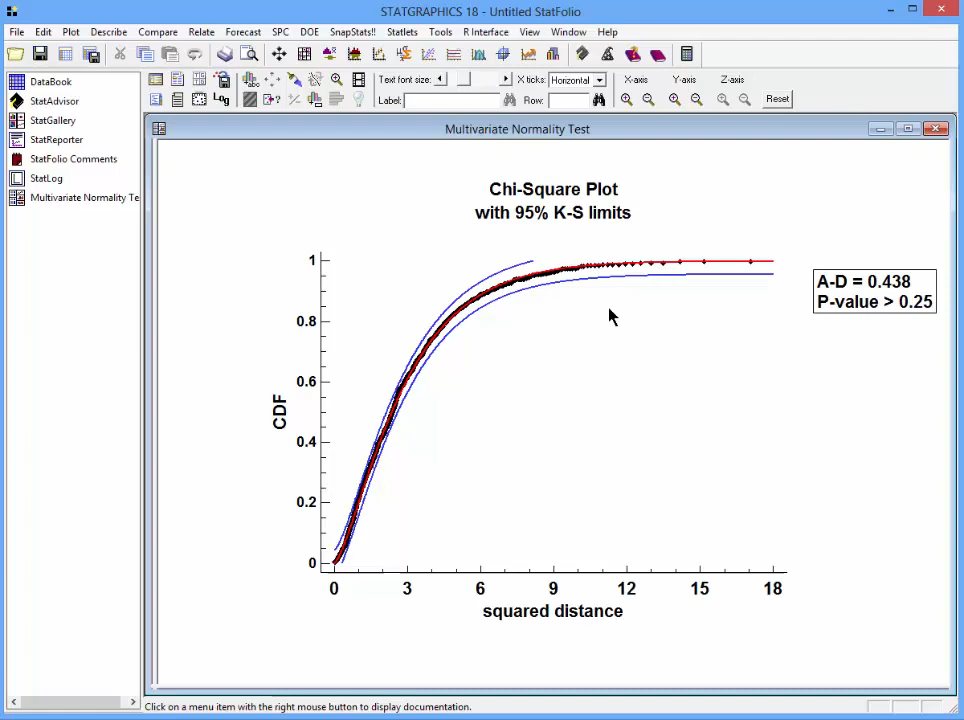 STATGRAPHICS 18 - Untitled StatFolio
File Edit Plot Describe Compare Relate Forecast SPC DOE SnapStats!! Statlets Tools R Interface View Window Help
Text font size: X ticks: Horizontal X-axis Y-axis Z-axis
Log Label: Row: Reset
DataBook
StatAdvisor
StatGallery
StatReporter
StatFolio Comments
StatLog
Multivariate Normality Te
Multivariate Normality Test
Chi-Square Plot
with 95% K-S limits
A-D = 0.438
P-value > 0.25
1
0.8
0.6
0.4
0.2
0
CDF
0 3 6 9 12 15 18
squared distance
Click on a menu item with the right mouse button to display documentation.